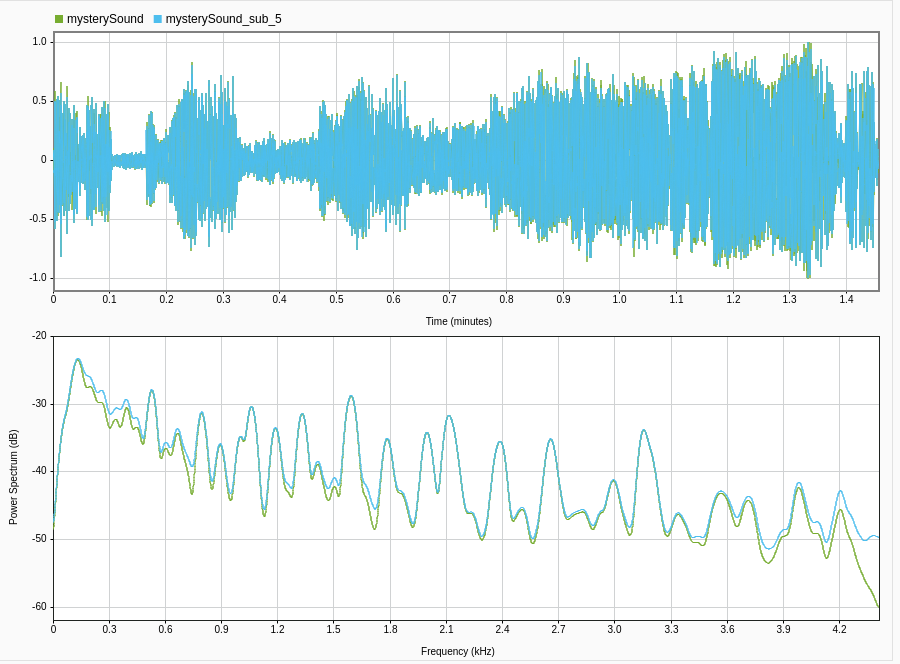 mysterySound mysterySound_sub_5
1.0
0.5
0
-0.5
-1.0
0 0.1 0.2 0.3 0.4 0.5 0.6 0.7 0.8 0.9 1.0 1.1 1.2 1.3 1.4
Time (minutes)
-20
-30
-40
-50
-60
Power Spectrum (dB)
0 0.3 0.6 0.9 1.2 1.5 1.8 2.1 2.4 2.7 3.0 3.3 3.6 3.9 4.2
Frequency (kHz)